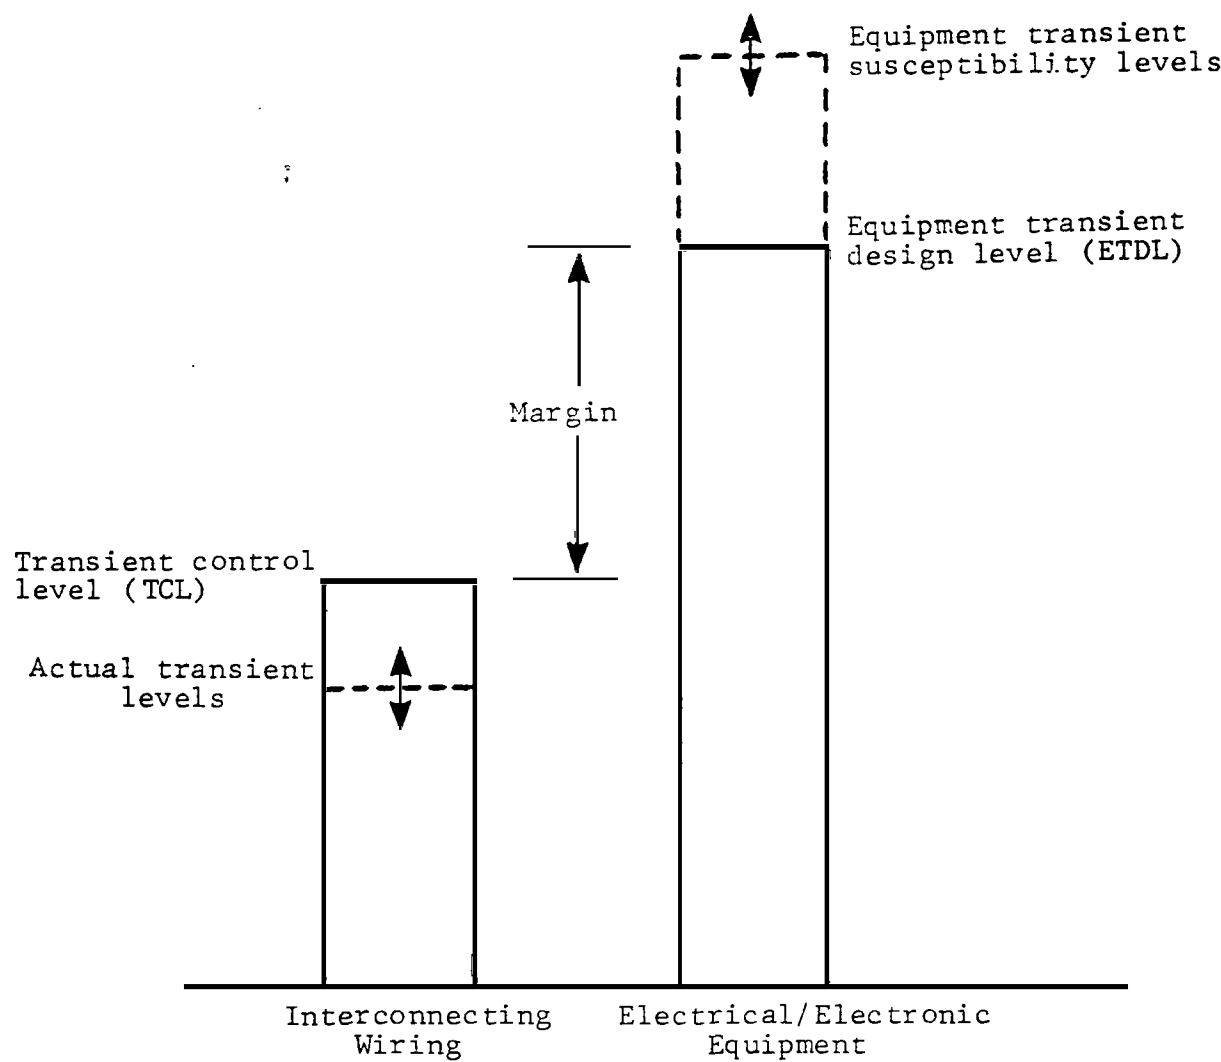 Equipment transient
susceptibility levels
Equipment transient
design level (ETDL)
Margin
Transient control
level (TCL)
Actual transient
levels
Interconnecting
Wiring
Electrical/Electronic
Equipment